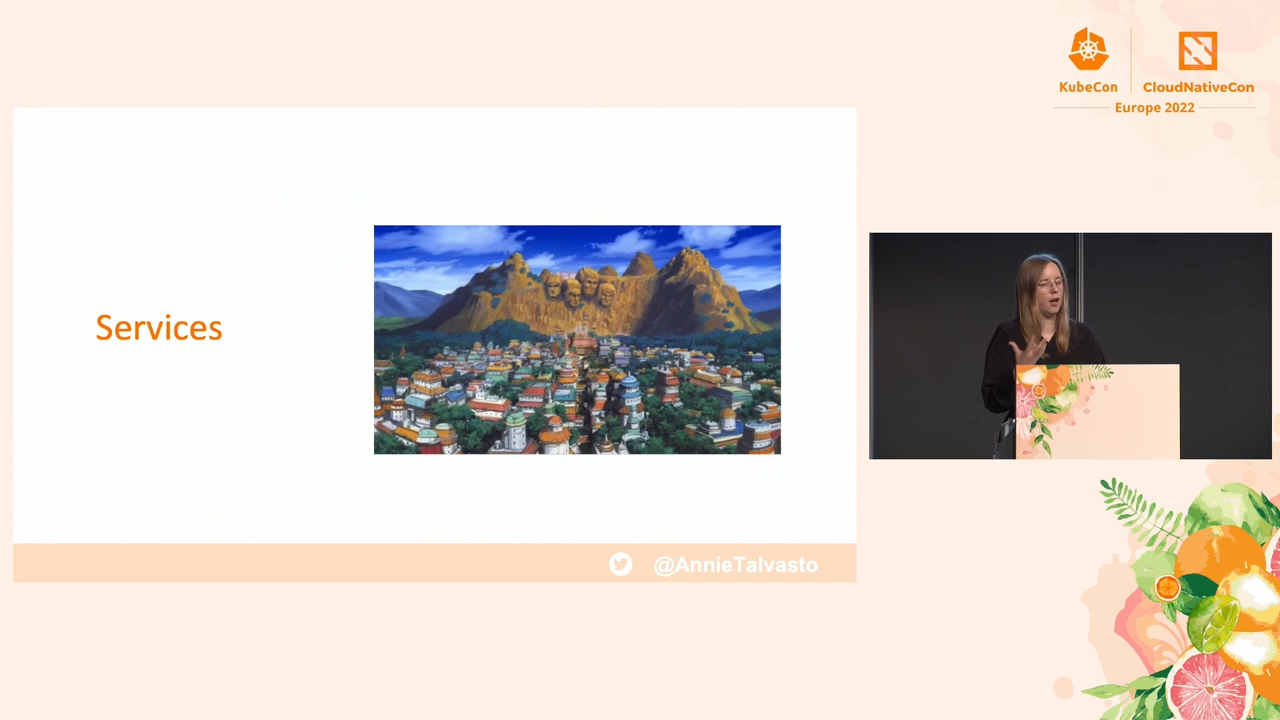 KubeCon
CloudNativeCon
Europe 2022
Services
@AnnieTalvasto